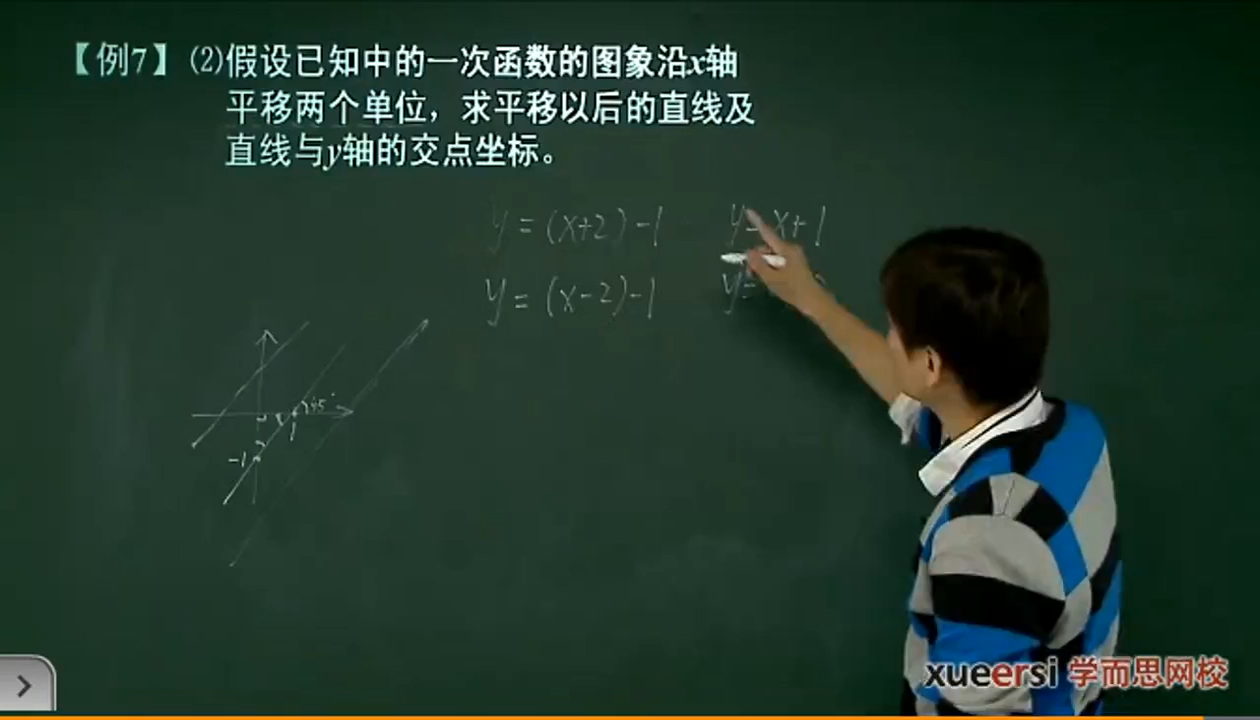 【例7】(2)假设已知中的一次函数的图象沿x轴
平移两个单位，求平移以后的直线及
直线与y轴的交点坐标。
y=(x+2)-1 y=x+1
y=(x-2)-1 y=
45°
1
-1
xueersi 学而思网校